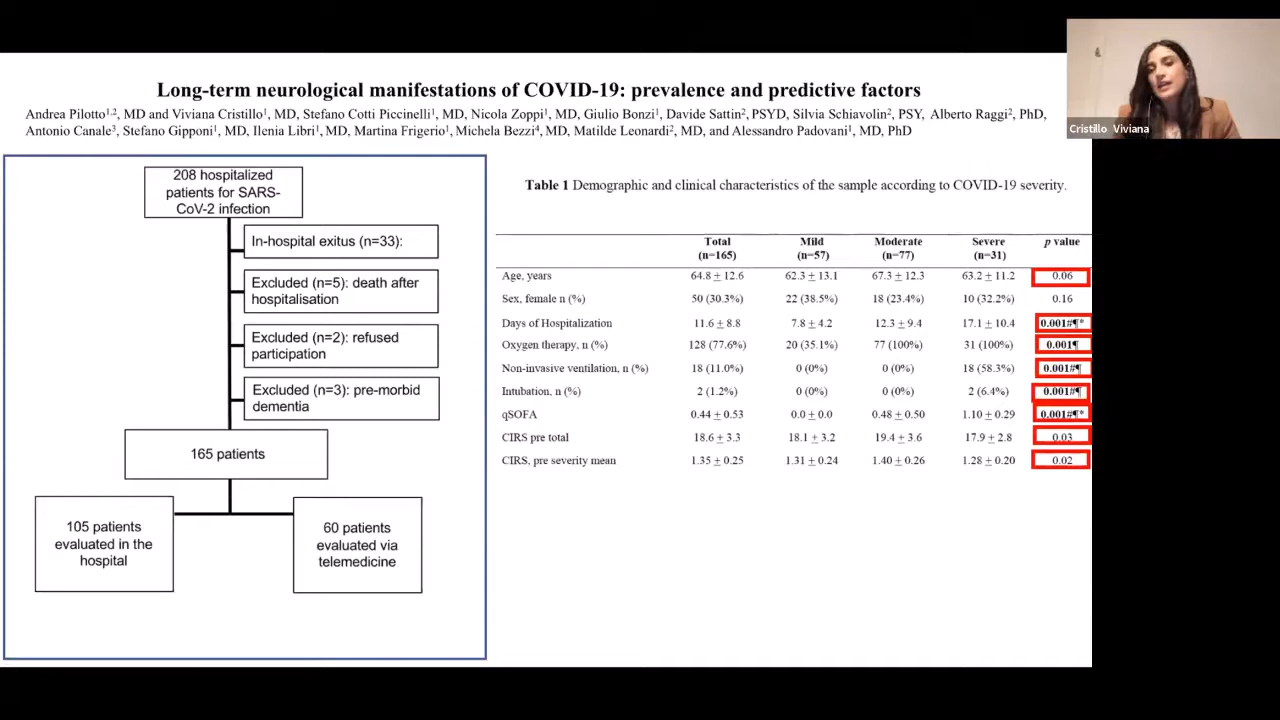 Long-term neurological manifestations of COVID-19: prevalence and predictive factors
Andrea Pilotto1,2, MD and Viviana Cristillo1, MD, Stefano Cotti Piccinelli1, MD, Nicola Zoppi1, MD, Giulio Bonzi1, MD, Davide Sattin2, PSYD, Silvia Schiavolin2, PSY, Alberto Raggi2, PhD,
Antonio Canale3, Stefano Gipponi1, MD, Ilenia Libri1, MD, Martina Frigerio1, Michela Bezzi4, MD, Matilde Leonardi2, MD, and Alessandro Padovani1, MD, PhD
Cristillo Viviana
208 hospitalized
patients for SARS-
CoV-2 infection
In-hospital exitus (n=33):
Excluded (n=5): death after
hospitalisation
Excluded (n=2): refused
participation
Excluded (n=3): pre-morbid
dementia
165 patients
105 patients
evaluated in the
hospital
60 patients
evaluated via
telemedicine
Table 1 Demographic and clinical characteristics of the sample according to COVID-19 severity.
Total Mild Moderate Severe p value
(n=165) (n=57) (n=77) (n=31)
Age, years 64.8 ± 12.6 62.3 ± 13.1 67.3 ± 12.3 63.2 ± 11.2 0.06
Sex, female n (%) 50 (30.3%) 22 (38.5%) 18 (23.4%) 10 (32.2%) 0.16
Days of Hospitalization 11.6 ± 8.8 7.8 ± 4.2 12.3 ± 9.4 17.1 ± 10.4 0.001#¶*
Oxygen therapy, n (%) 128 (77.6%) 20 (35.1%) 77 (100%) 31 (100%) 0.001¶
Non-invasive ventilation, n (%) 18 (11.0%) 0 (0%) 0 (0%) 18 (58.3%) 0.001#¶
Intubation, n (%) 2 (1.2%) 0 (0%) 0 (0%) 2 (6.4%) 0.001#¶
qSOFA 0.44 ± 0.53 0.0 ± 0.0 0.48 ± 0.50 1.10 ± 0.29 0.001#¶*
CIRS pre total 18.6 ± 3.3 18.1 ± 3.2 19.4 ± 3.6 17.9 ± 2.8 0.03
CIRS, pre severity mean 1.35 ± 0.25 1.31 ± 0.24 1.40 ± 0.26 1.28 ± 0.20 0.02